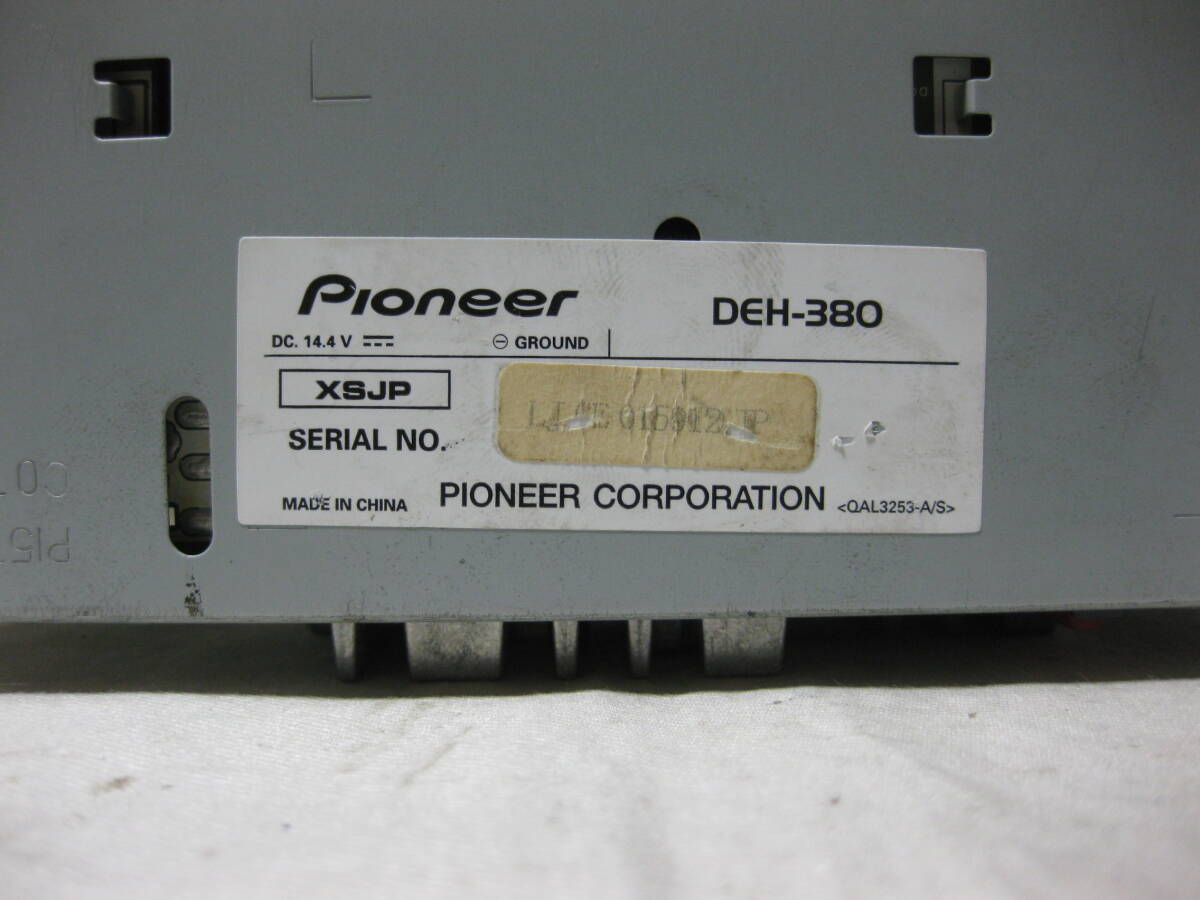 Pioneer
DEH-380
DC. 14.4 V
⊖ GROUND
XSJP
SERIAL NO.
MADE IN CHINA
PIONEER CORPORATION
<QAL3253-A/S>